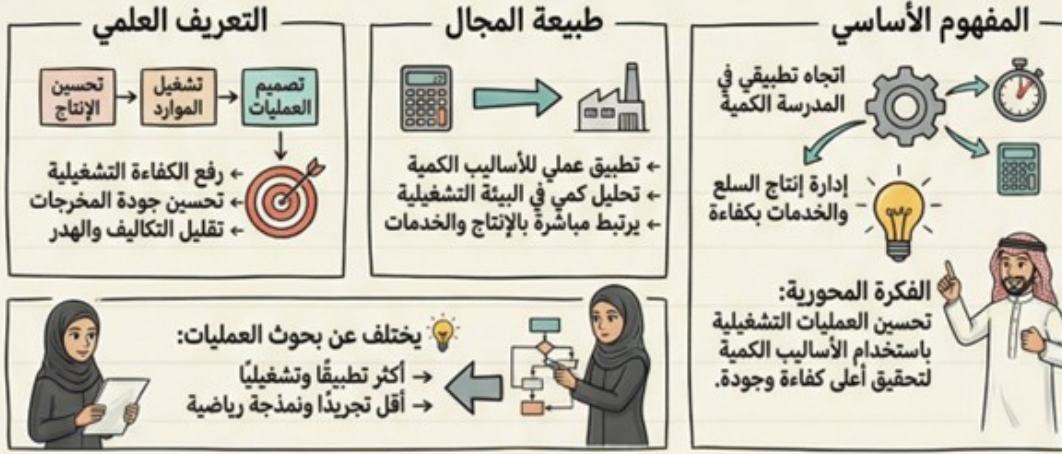 المفهوم الأساسي
اتجاه تطبيقي في
المدرسة الكمية
إدارة إنتاج السلع
والخدمات بكفاءة
الفكرة المحورية:
تحسين العمليات التشغيلية
باستخدام الأساليب الكمية
لتحقيق أعلى كفاءة وجودة.
طبيعة المجال
← تطبيق عملي للأساليب الكمية
← تحليل كمي في البيئة التشغيلية
← يرتبط مباشرة بالإنتاج والخدمات
التعريف العلمي
تصميم
العمليات
تشغيل
الموارد
تحسين
الإنتاج
← رفع الكفاءة التشغيلية
← تحسين جودة المخرجات
← تقليل التكاليف والهدر
يختلف عن بحوث العمليات:
→ أكثر تطبيقًا وتشغيليًا
→ أقل تجريدًا ونمذجة رياضية